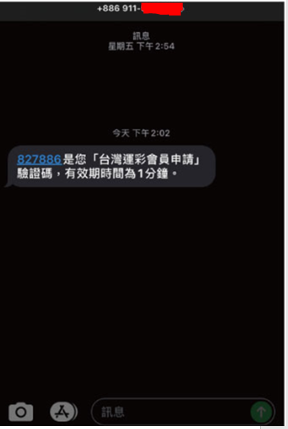 +886 911-
訊息
星期五 下午2:54
今天 下午2:02
827886是您「台灣運彩會員申請」
驗證碼，有效期時間為1分鐘。
訊息